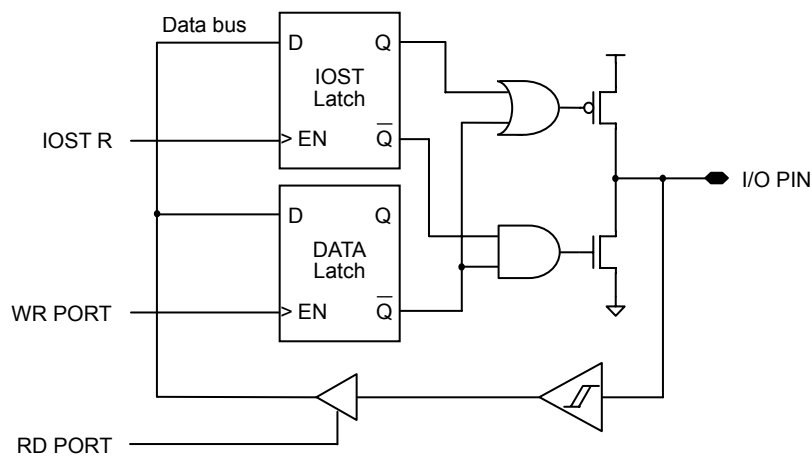 Data bus
D
Q
IOST
Latch
IOST R
> EN
Q
I/O PIN
D
Q
DATA
Latch
WR PORT
> EN
Q
RD PORT